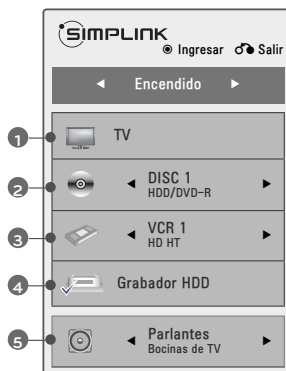 SIMPLINK
Ingresar Salir
Encendido
1 TV
2 DISC 1
HDD/DVD-R
3 VCR 1
HD HT
4 Grabador HDD
5 Parlantes
Bocinas de TV